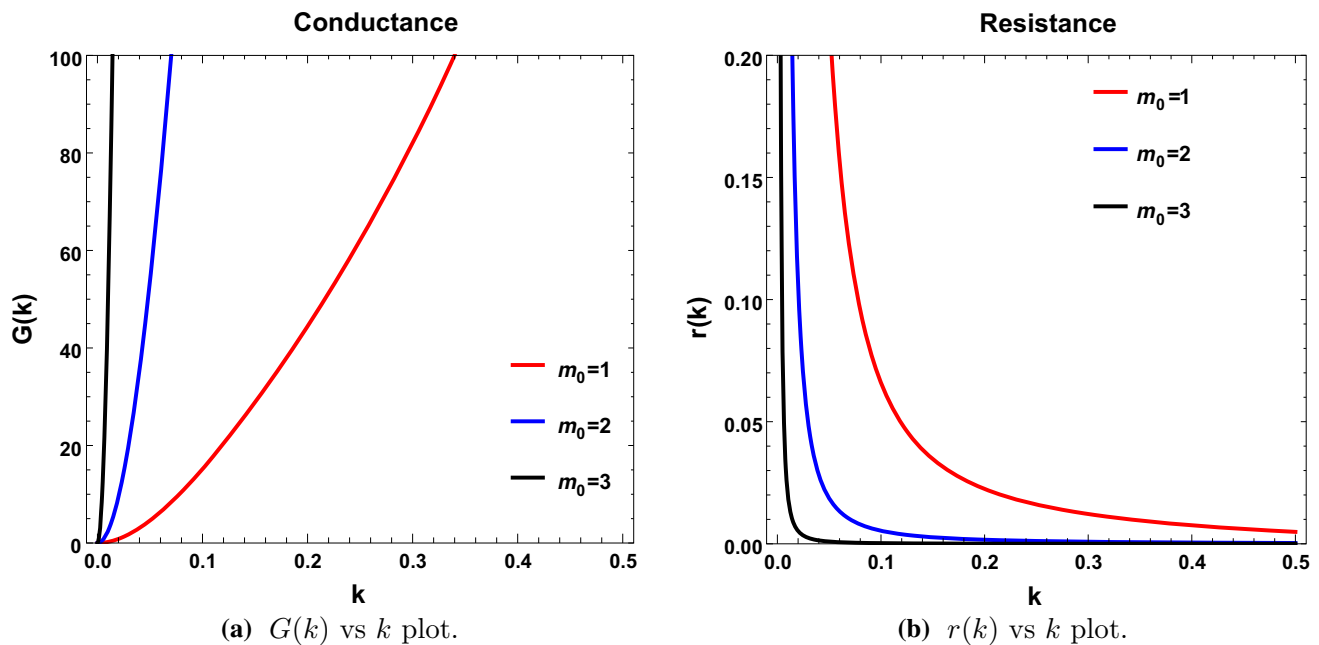 Conductance
100
80
60
40
20
0
G(k)
m₀=1
m₀=2
m₀=3
0.0 0.1 0.2 0.3 0.4 0.5
k
(a) G(k) vs k plot.
Resistance
0.20
0.15
0.10
0.05
0.00
r(k)
m₀=1
m₀=2
m₀=3
0.0 0.1 0.2 0.3 0.4 0.5
k
(b) r(k) vs k plot.